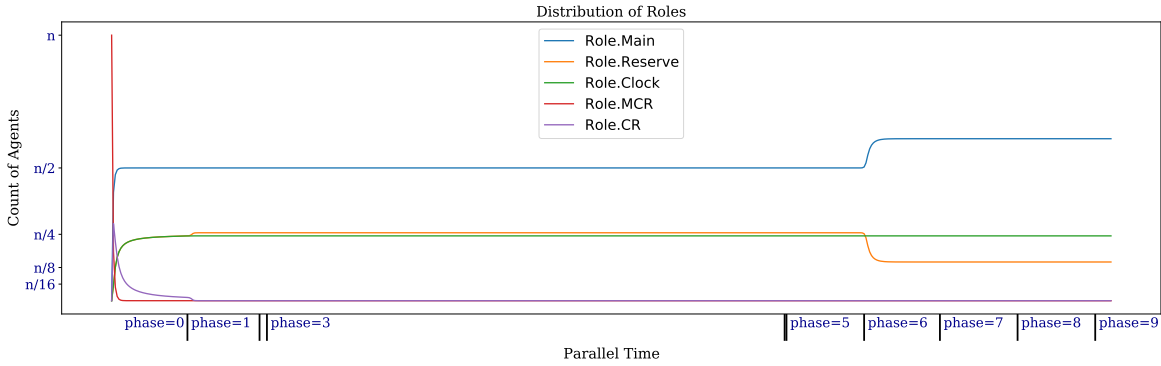 Distribution of Roles
Count of Agents
n
n/2
n/4
n/8
n/16
Role.Main
Role.Reserve
Role.Clock
Role.MCR
Role.CR
phase=0 phase=1 phase=3 phase=5 phase=6 phase=7 phase=8 phase=9
Parallel Time